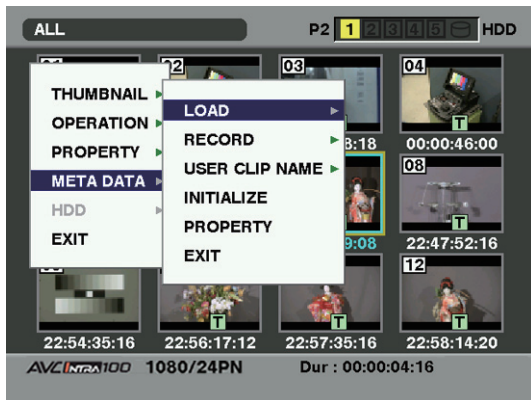 ALL P2 1 2 3 4 5 HDD
02 03 04
THUMBNAIL
OPERATION
PROPERTY
META DATA
HDD
EXIT
LOAD
RECORD
USER CLIP NAME
INITIALIZE
PROPERTY
EXIT
8:18 00:00:46:00
T
08
9:08 22:47:52:16
T
12
T T T
22:54:35:16 22:56:17:12 22:57:35:16 22:58:14:20
AVC INTRA 100 1080/24PN Dur : 00:00:04:16